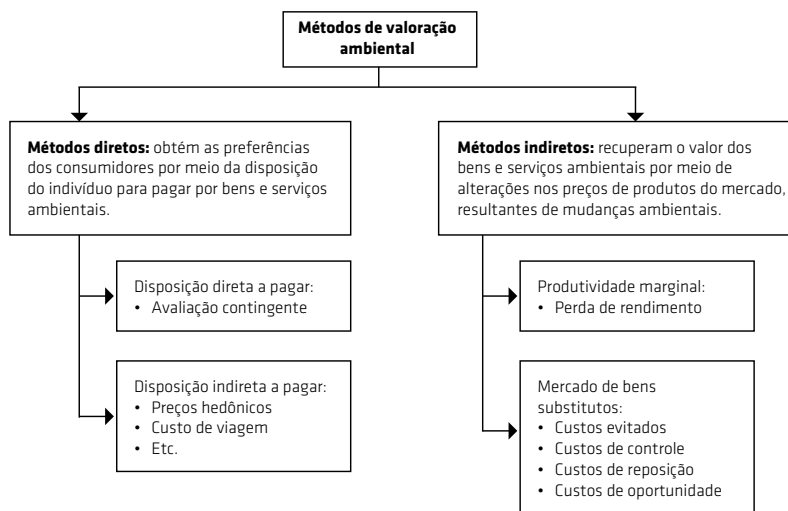 Métodos de valoração
ambiental
Métodos diretos: obtém as preferências
dos consumidores por meio da disposição
do indivíduo para pagar por bens e serviços
ambientais.
Disposição direta a pagar:
• Avaliação contingente
Disposição indireta a pagar:
• Preços hedônicos
• Custo de viagem
• Etc.
Métodos indiretos: recuperam o valor dos
bens e serviços ambientais por meio de
alterações nos preços de produtos do mercado,
resultantes de mudanças ambientais.
Produtividade marginal:
• Perda de rendimento
Mercado de bens
substitutos:
• Custos evitados
• Custos de controle
• Custos de reposição
• Custos de oportunidade